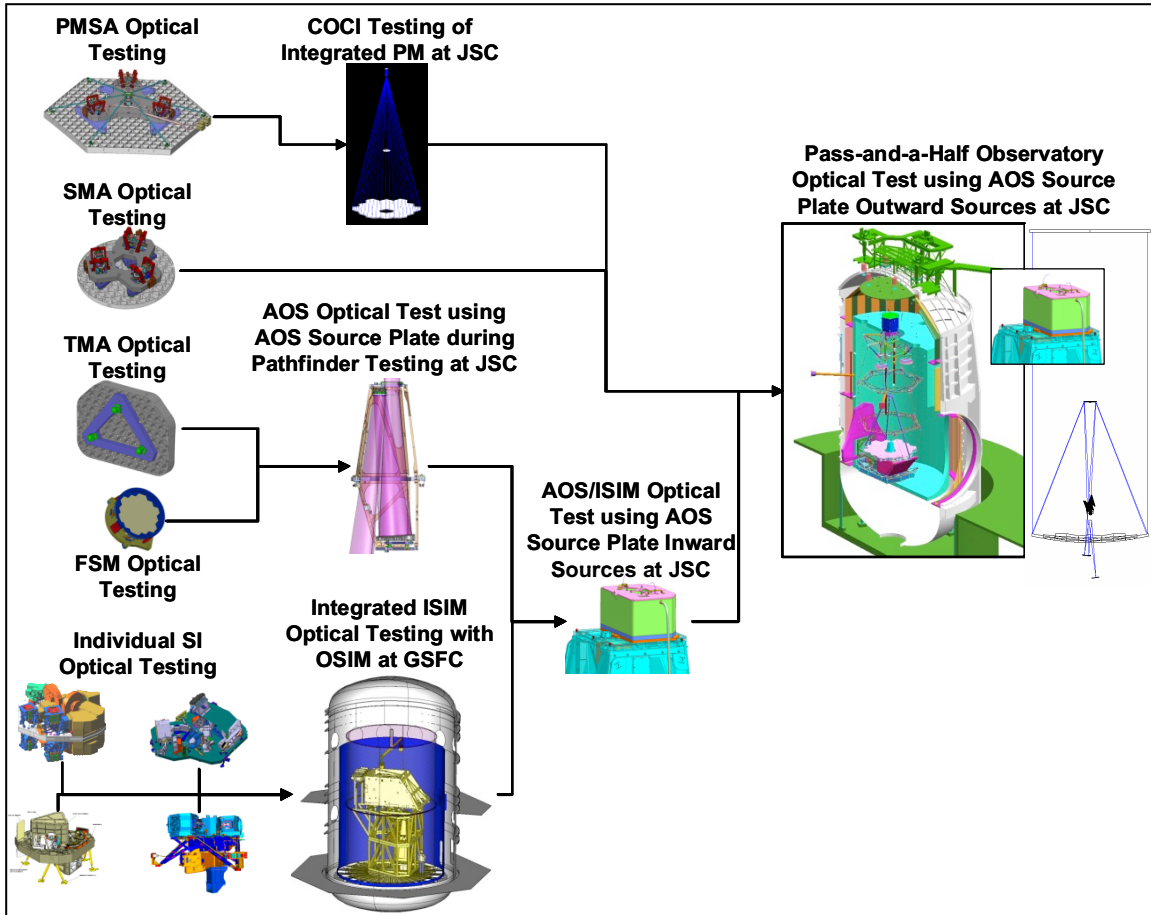 PMSA Optical
Testing
COCI Testing of
Integrated PM at JSC
SMA Optical
Testing
Pass-and-a-Half Observatory
Optical Test using AOS Source
Plate Outward Sources at JSC
TMA Optical
Testing
AOS Optical Test using
AOS Source Plate during
Pathfinder Testing at JSC
FSM Optical
Testing
AOS/ISIM Optical
Test using AOS
Source Plate Inward
Sources at JSC
Individual SI
Optical Testing
Integrated ISIM
Optical Testing with
OSIM at GSFC